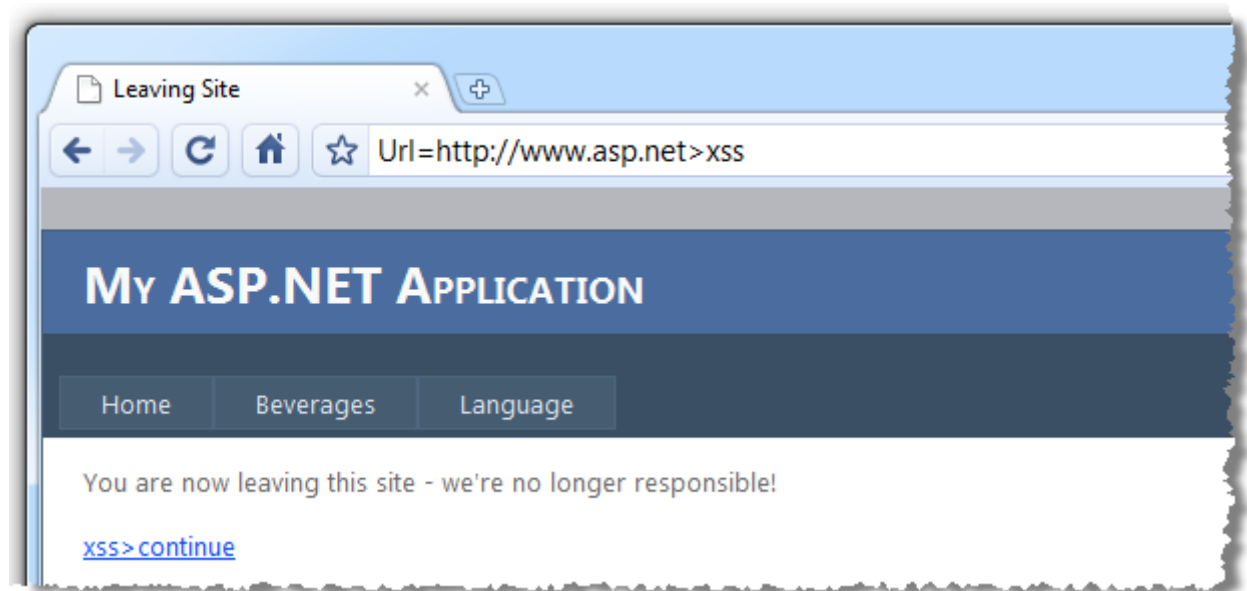 Leaving Site
Url=http://www.asp.net>xss
My ASP.NET Application
Home Beverages Language
You are now leaving this site - we're no longer responsible!
xss>continue